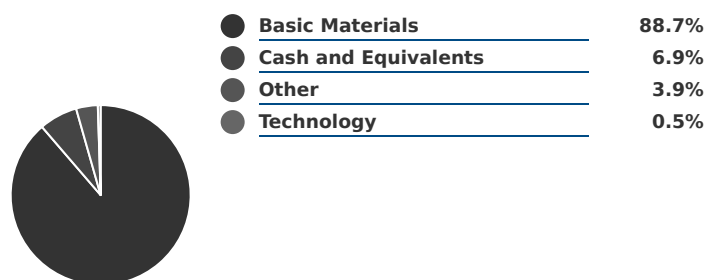 Basic Materials 88.7%
Cash and Equivalents 6.9%
Other 3.9%
Technology 0.5%